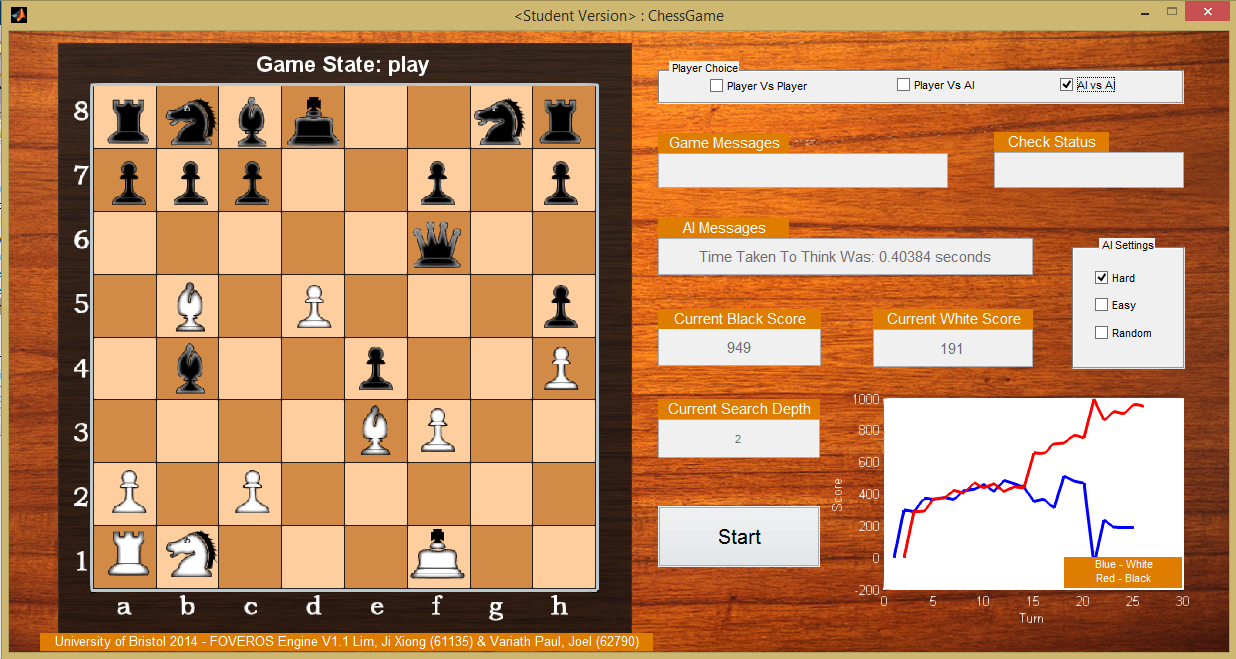 <Student Version> : ChessGame
Game State: play
8
7
6
5
4
3
2
1
a b c d e f g h
University of Bristol 2014 - FOVEROS Engine V1.1 Lim, Ji Xiong (61135) & Variath Paul, Joel (62790)
Player Choice
Player Vs Player
Player Vs AI
AI vs AI
Game Messages
Check Status
AI Messages
Time Taken To Think Was: 0.40384 seconds
AI Settings
Hard
Easy
Random
Current Black Score
949
Current White Score
191
Current Search Depth
2
Start
1000
800
600
400
200
0
-200
Score
0 5 10 15 20 25 30
Turn
Blue - White
Red - Black